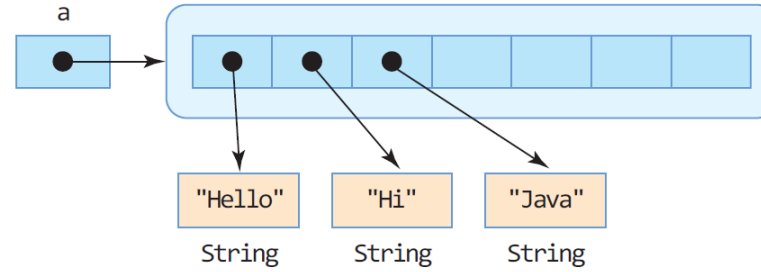 a
"Hello" "Hi" "Java"
String String String